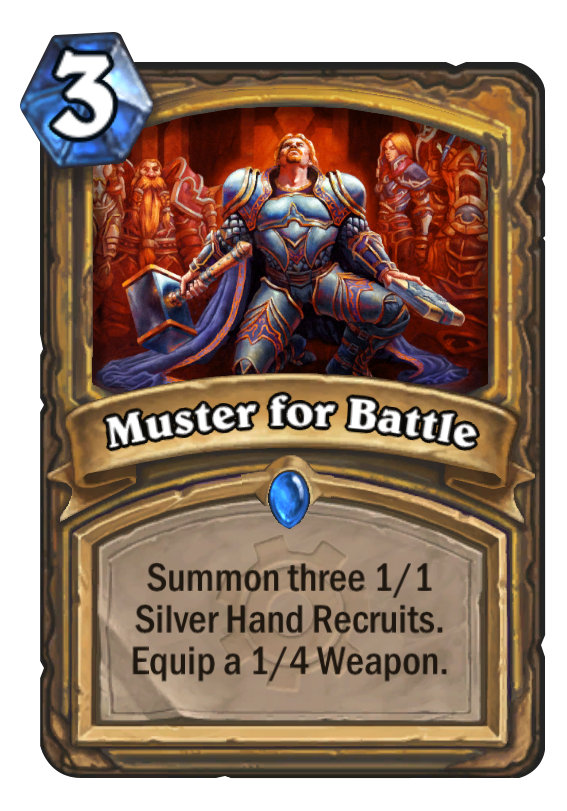 3
Muster for Battle
Summon three 1/1
Silver Hand Recruits.
Equip a 1/4 Weapon.